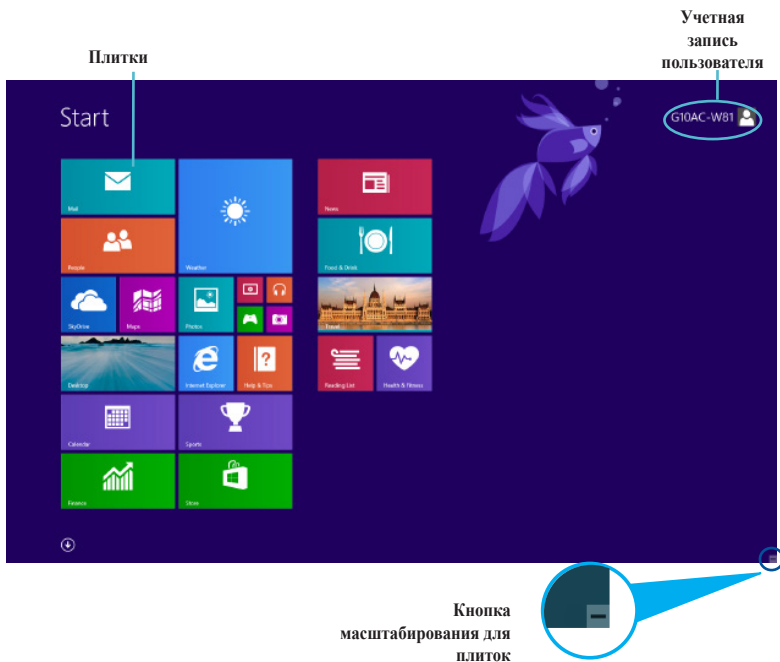 Учетная
запись
пользователя
Плитки
Start
G10AC-W81
Mail
Weather
News
People
Food & Drink
SkyDrive
Maps
Photos
Travel
Desktop
Internet Explorer
Help & Tips
Reading List
Health & Fitness
Calendar
Sports
Finance
Store
Кнопка
масштабирования для
плиток